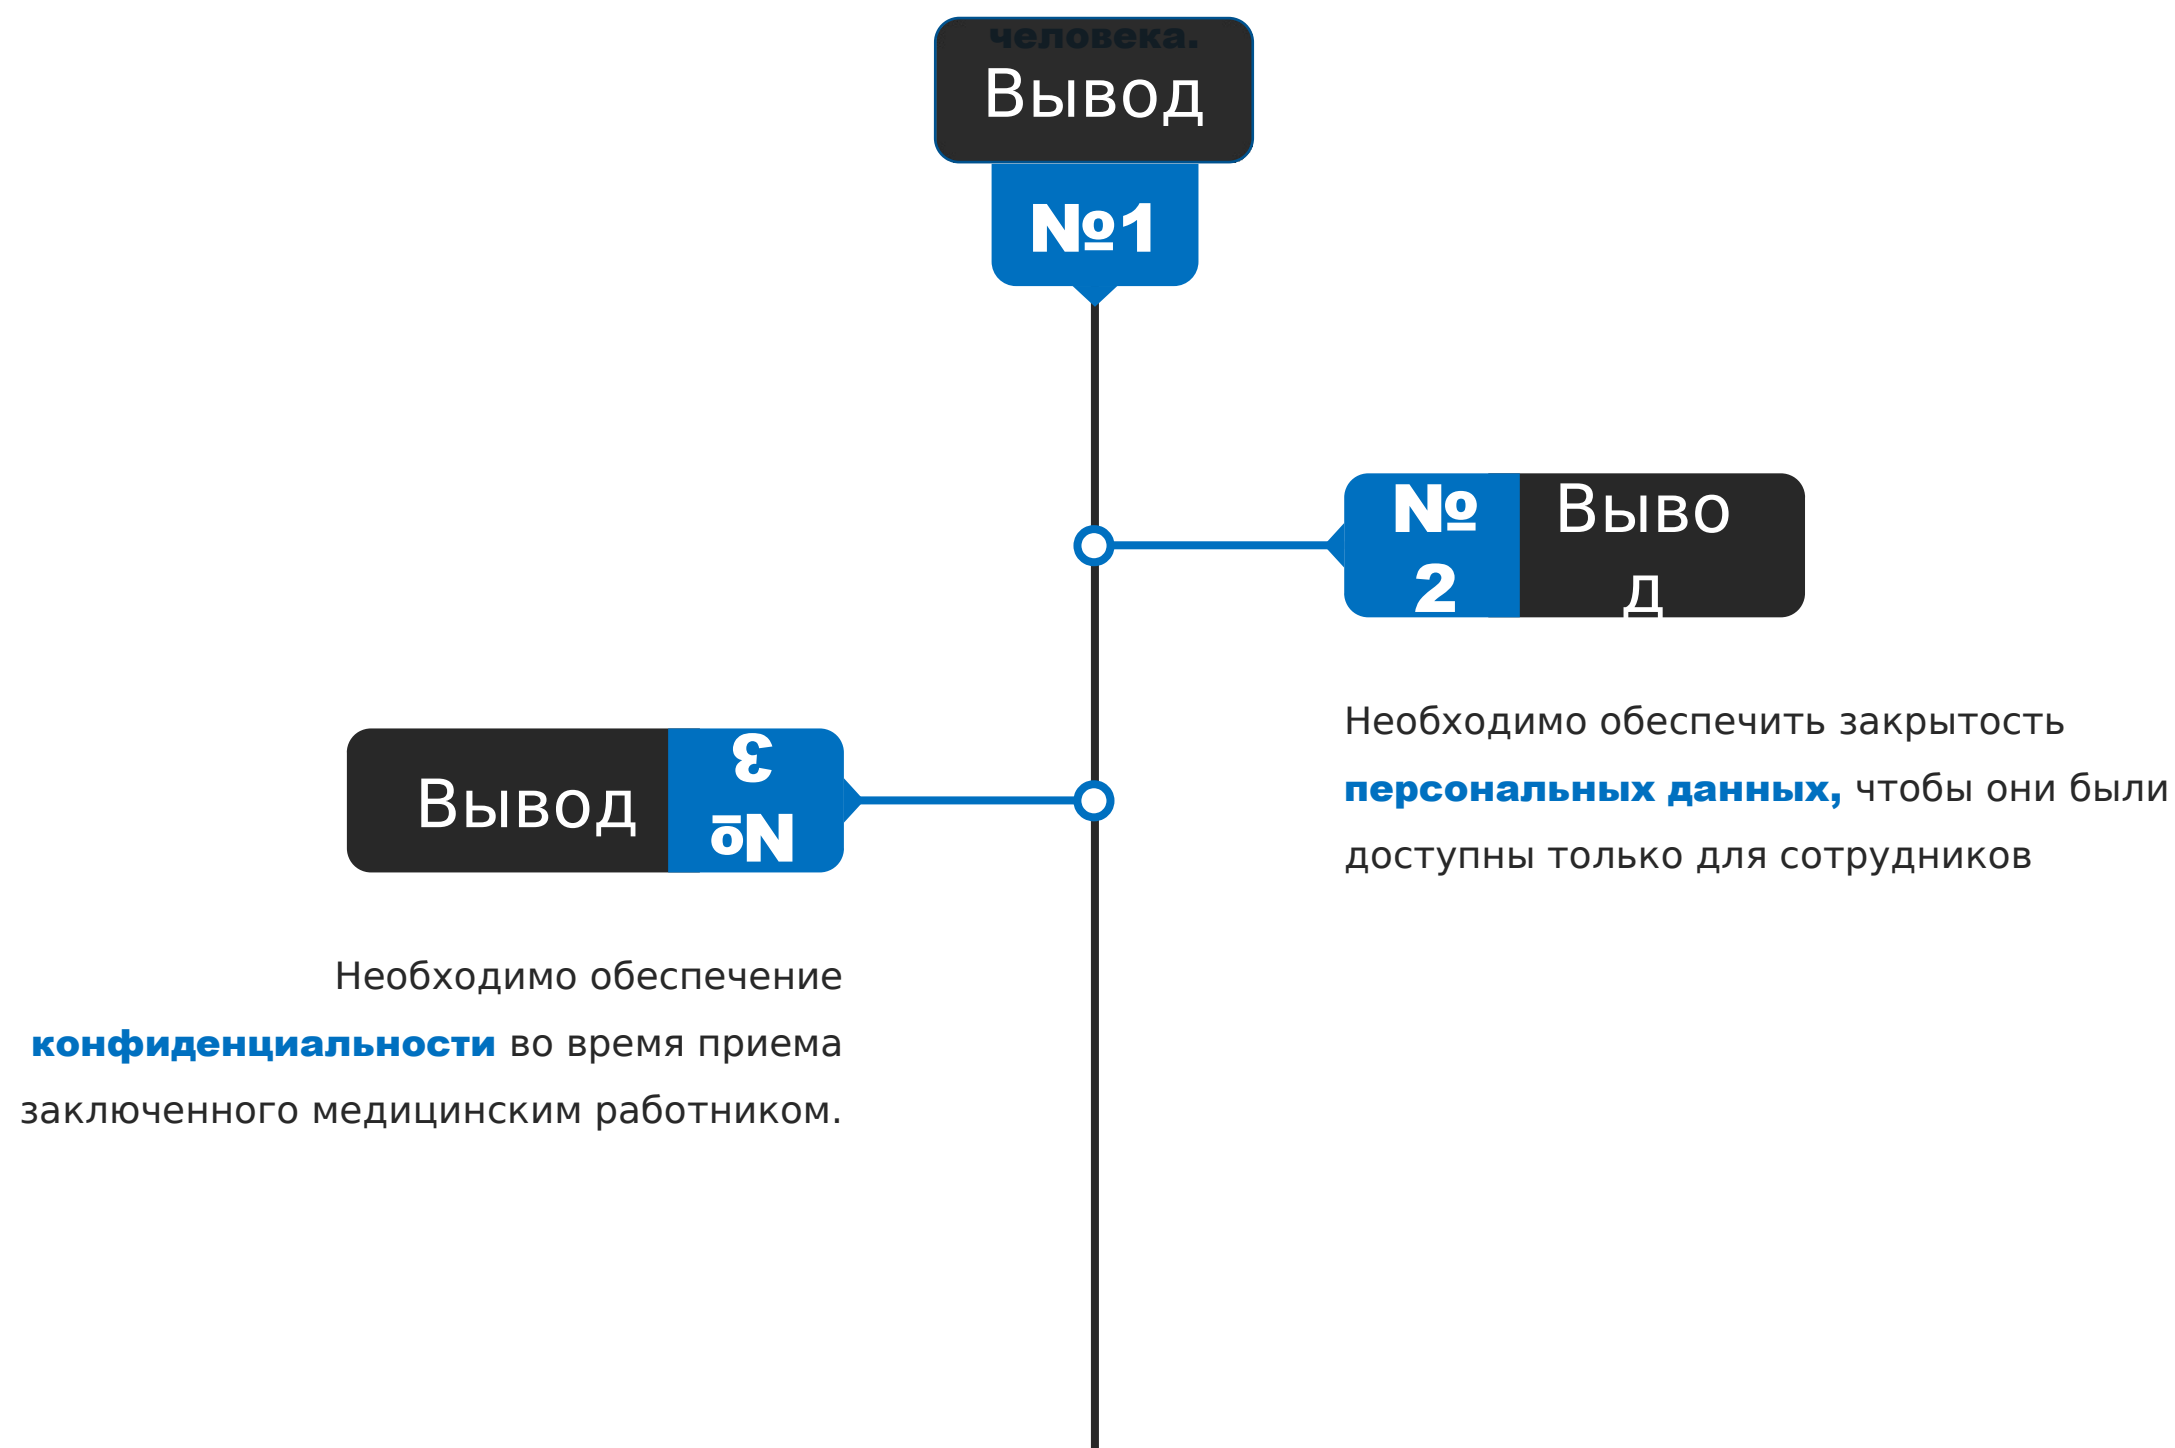 человека.
Вывод
№1
№
2
Выво
д
Необходимо обеспечить закрытость
персональных данных, чтобы они были
доступны только для сотрудников
Вывод
№
3
Необходимо обеспечение
конфиденциальности во время приема
заключенного медицинским работником.